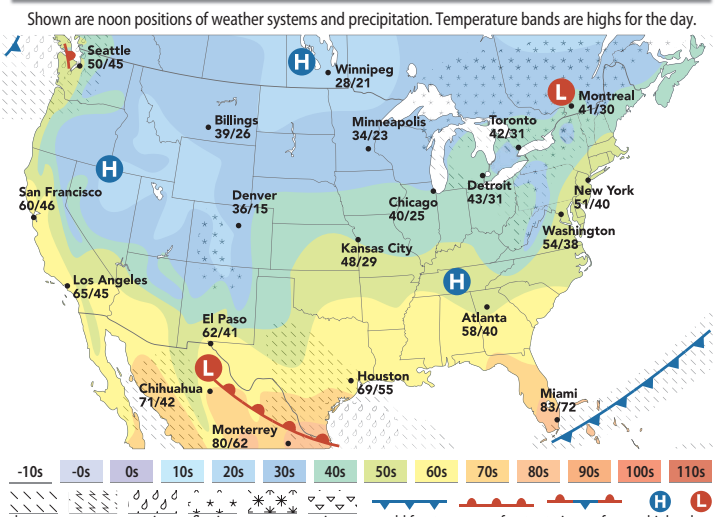 Shown are noon positions of weather systems and precipitation. Temperature bands are highs for the day.
Seattle
50/45
H
Winnipeg
28/21
L
Montreal
41/30
Billings
39/26
Minneapolis
34/23
Toronto
42/31
H
San Francisco
60/46
Denver
36/15
Chicago
40/25
Detroit
43/31
New York
51/40
Washington
54/38
Kansas City
48/29
Los Angeles
65/45
H
El Paso
62/41
Atlanta
58/40
L
Chihuahua
71/42
Houston
69/55
Miami
83/72
Monterrey
80/62
-10s -0s 0s 10s 20s 30s 40s 50s 60s 70s 80s 90s 100s 110s
H L